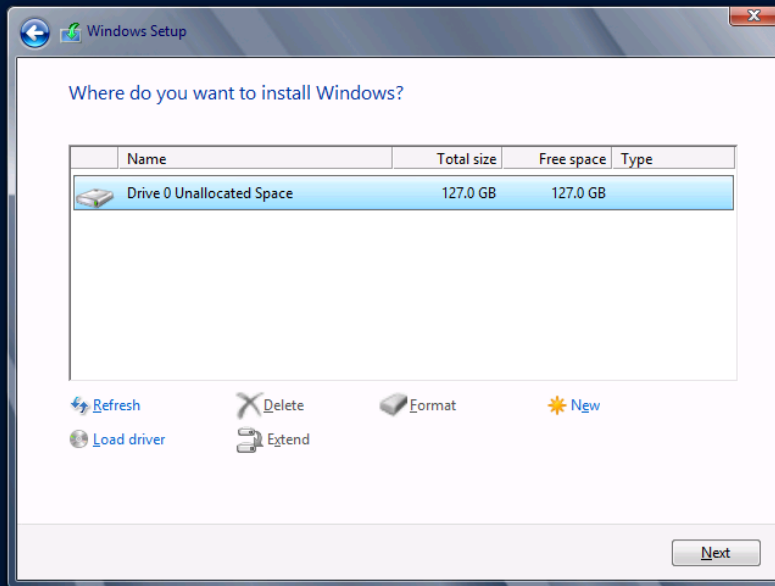 Windows Setup
Where do you want to install Windows?
Name Total size Free space Type
Drive 0 Unallocated Space 127.0 GB 127.0 GB
Refresh Delete Format New
Load driver Extend
Next